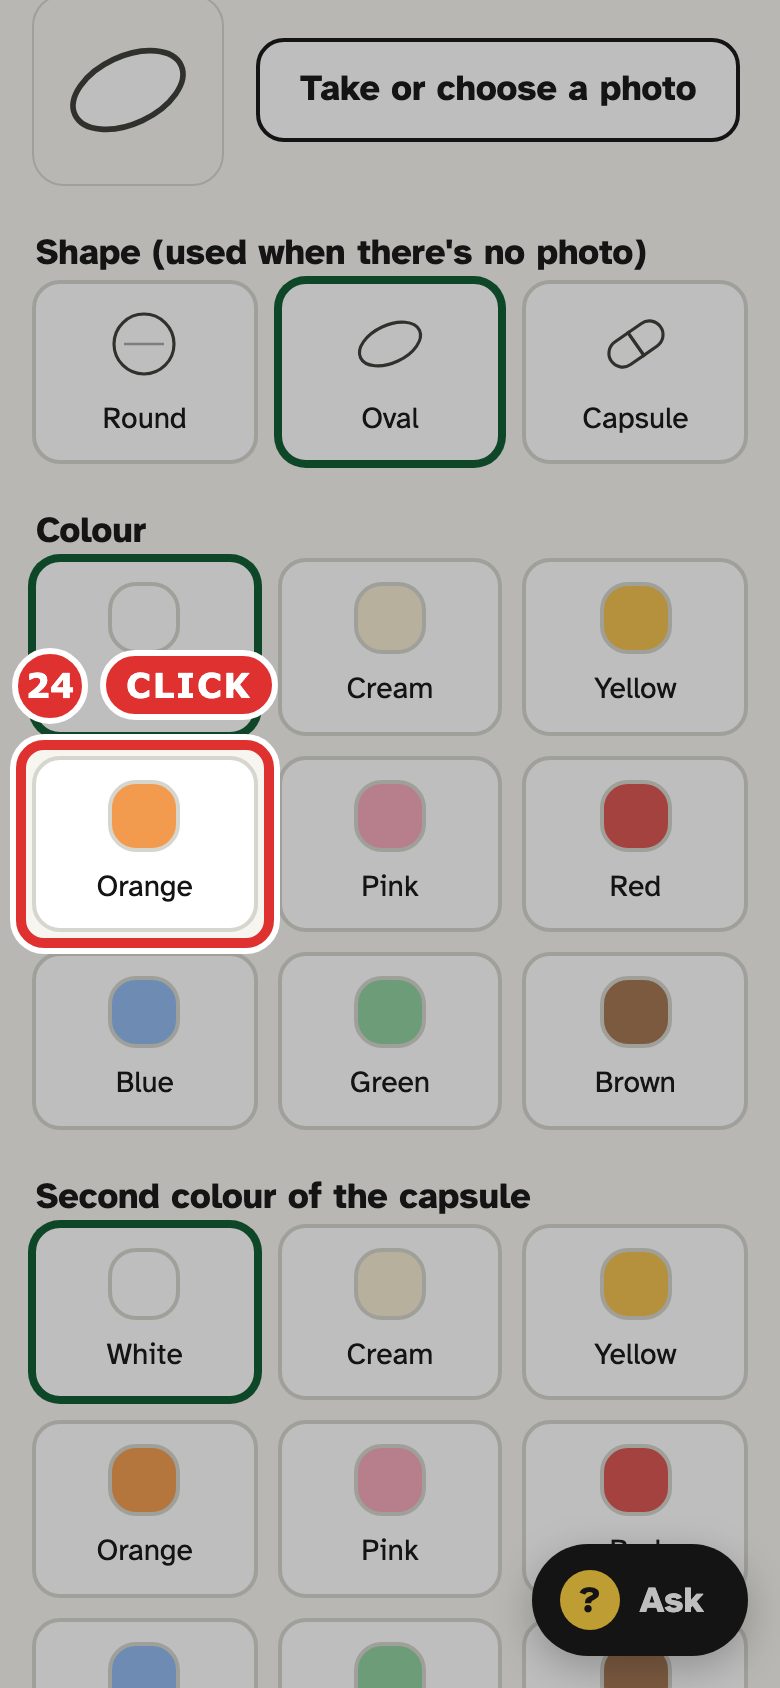 Take or choose a photo
Shape (used when there's no photo)
Round
Oval
Capsule
Colour
24 CLICK
Cream
Yellow
Orange
Pink
Red
Blue
Green
Brown
Second colour of the capsule
White
Cream
Yellow
Orange
Pink
? Ask